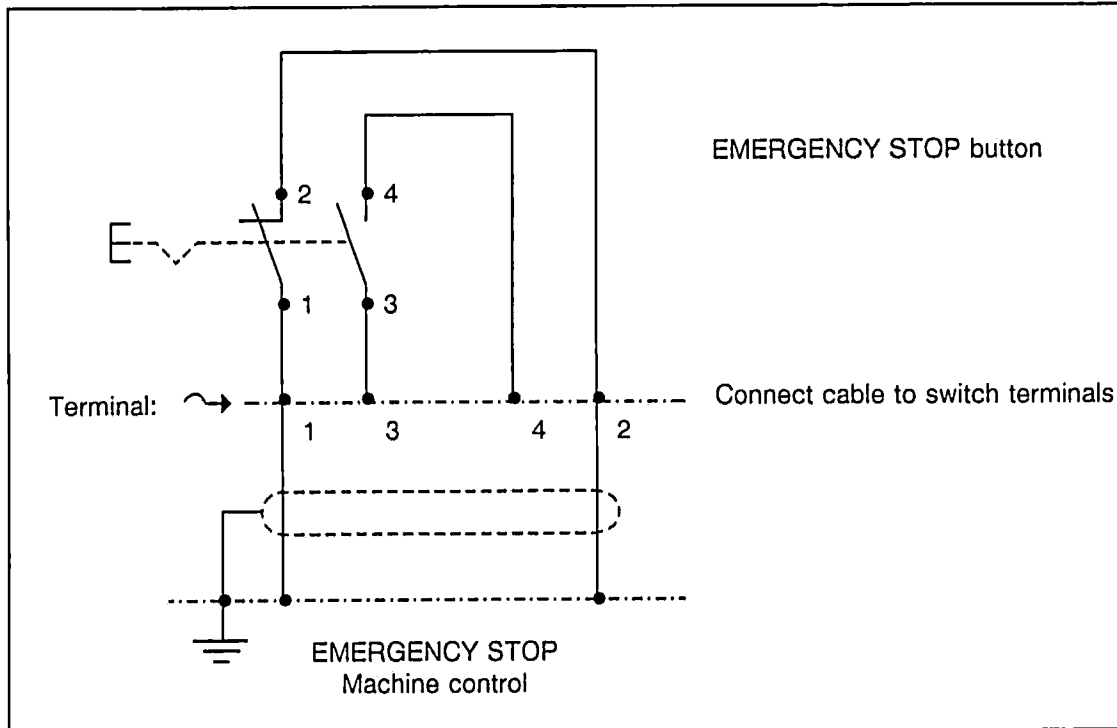 EMERGENCY STOP button
2 4
1 3
Terminal:
Connect cable to switch terminals
1 3 4 2
EMERGENCY STOP
Machine control